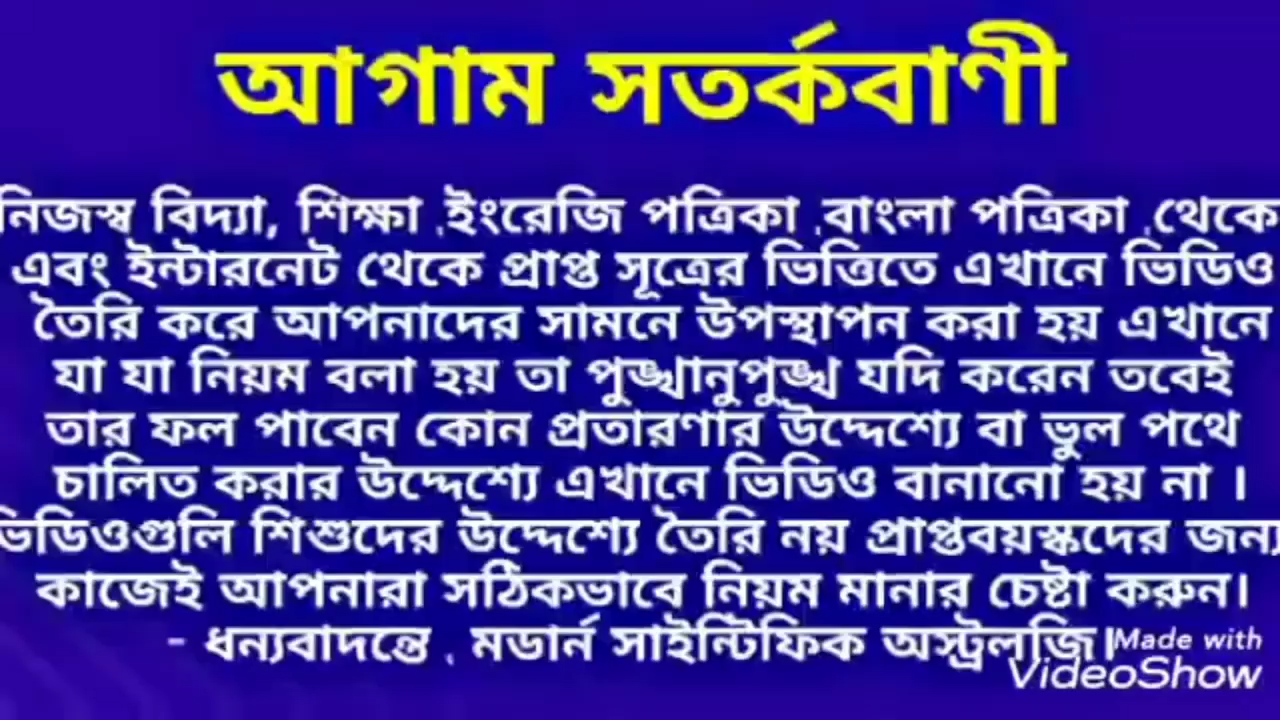 আগাম সতর্কবাণী
নিজস্ব বিদ্যা, শিক্ষা ,ইংরেজি পত্রিকা ,বাংলা পত্রিকা ,থেকে
এবং ইন্টারনেট থেকে প্রাপ্ত সূত্রের ভিত্তিতে এখানে ভিডিও
তৈরি করে আপনাদের সামনে উপস্থাপন করা হয় এখানে
যা যা নিয়ম বলা হয় তা পুঙ্খানুপুঙ্খ যদি করেন তবেই
তার ফল পাবেন কোন প্রতারণার উদ্দেশ্যে বা ভুল পথে
চালিত করার উদ্দেশ্যে এখানে ভিডিও বানানো হয় না ।
ভিডিওগুলি শিশুদের উদ্দেশ্যে তৈরি নয় প্রাপ্তবয়স্কদের জন্য
কাজেই আপনারা সঠিকভাবে নিয়ম মানার চেষ্টা করুন।
- ধন্যবাদন্তে , মডার্ন সাইন্টিফিক অস্ট্রলজি।
Made with
VideoShow